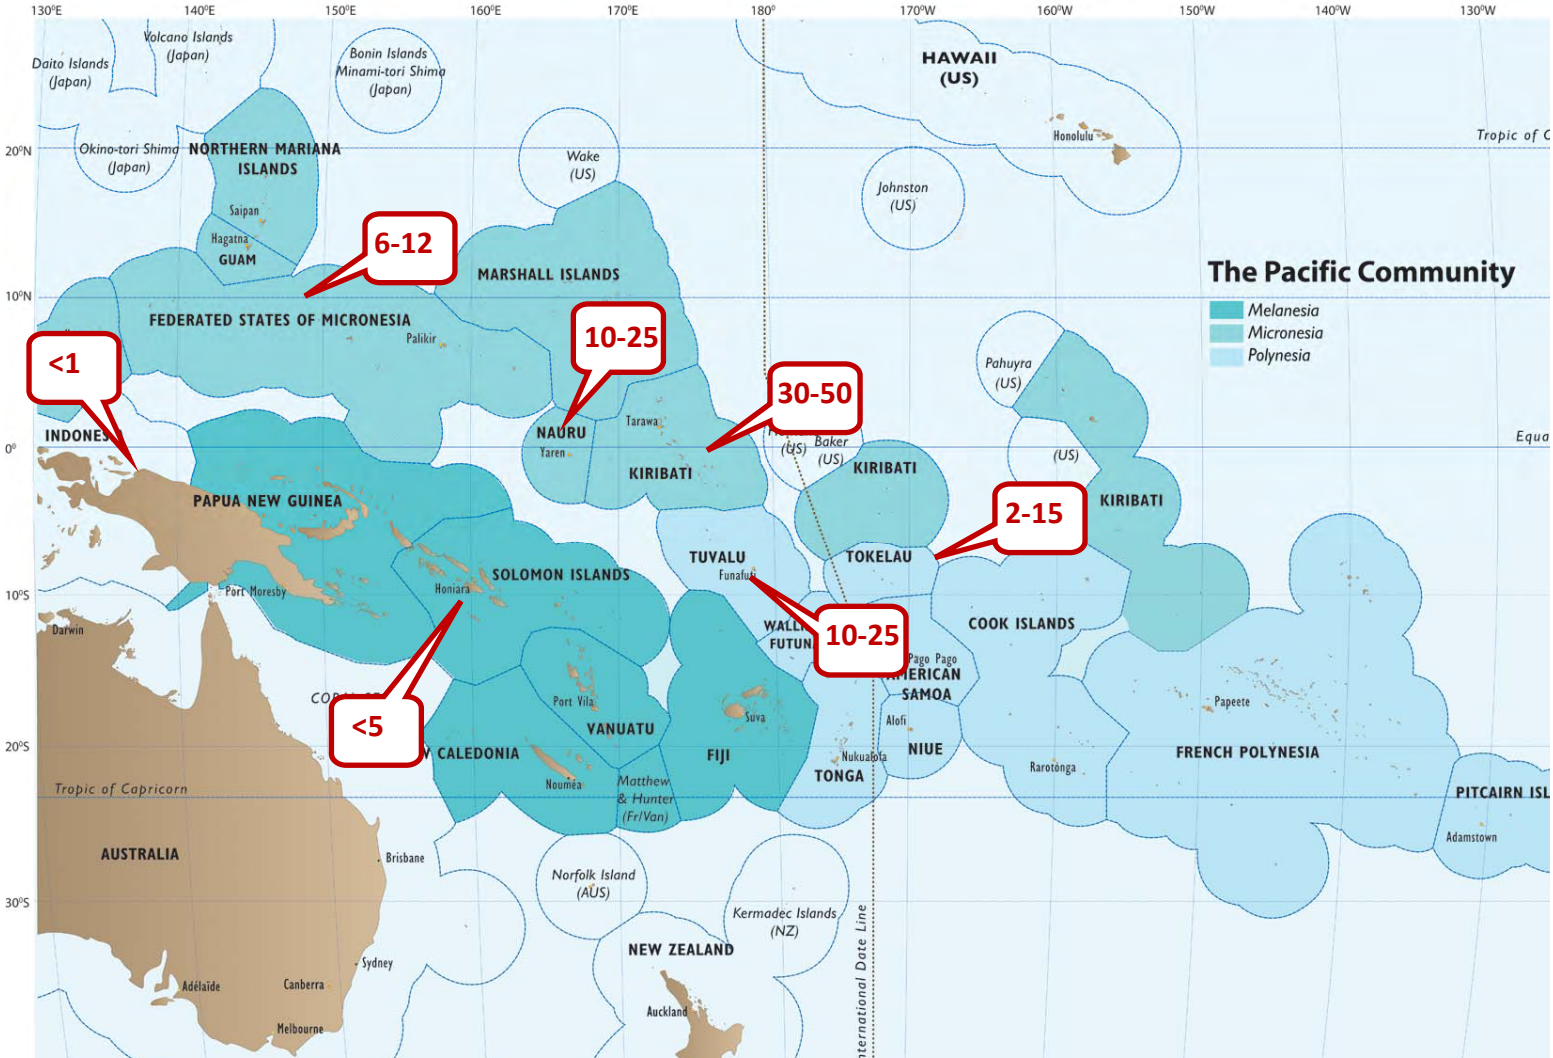 130°E
140°E
150°E
160°E
170°E
180°
170°W
160°W
150°W
140°W
130°W
Volcano Islands
(Japan)
Daito Islands
(Japan)
Bonin Islands
Minami-tori Shima
(Japan)
HAWAII
(US)
Honolulu
Tropic of C
20°N
Okino-tori Shima
(Japan)
NORTHERN MARIANA
ISLANDS
Saipan
Wake
(US)
Johnston
(US)
Hagatna
GUAM
6-12
MARSHALL ISLANDS
The Pacific Community
Melanesia
Micronesia
Polynesia
10°N
FEDERATED STATES OF MICRONESIA
Palikir
10-25
<1
Pahuyra
(US)
30-50
Tarawa
NAURU
Yaren
INDONES
0°
Equa
(US)
Baker
(US)
(US)
KIRIBATI
KIRIBATI
KIRIBATI
PAPUA NEW GUINEA
2-15
TUVALU
Funafuti
TOKELAU
SOLOMON ISLANDS
Honiara
Port Moresby
10°S
Darwin
WALLI
FUTUN
10-25
COOK ISLANDS
Pago Pago
AMERICAN
SAMOA
Port Vila
VANUATU
Suva
FIJI
Alofi
NIUE
Papeete
<5
20°S
CALEDONIA
Nouméa
Matthew
& Hunter
(Fr/Van)
Nukualofa
TONGA
Rarotonga
FRENCH POLYNESIA
Tropic of Capricorn
PITCAIRN ISL
Adamstown
AUSTRALIA
Brisbane
Norfolk Island
(AUS)
30°S
Kermadec Islands
(NZ)
NEW ZEALAND
Sydney
Adélaïde
Canberra
Auckland
Melbourne
nternational Date Line